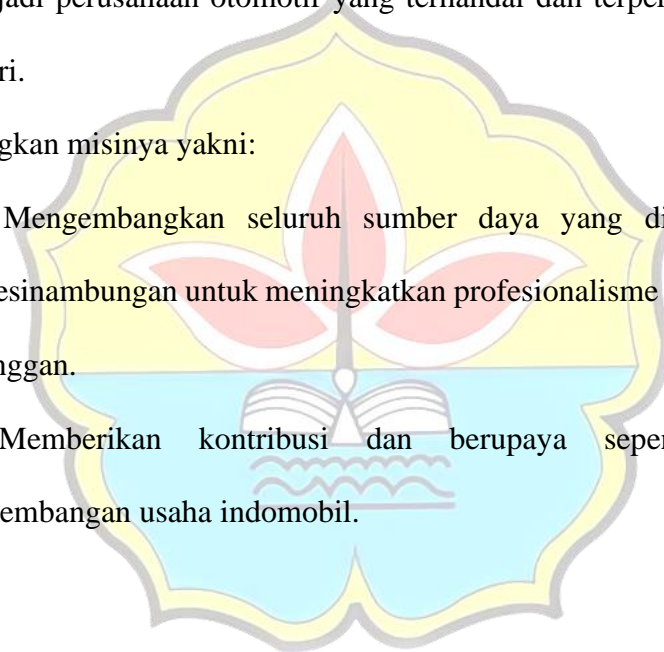 jadi perusahaan otomotif yang terhandal dan terper
ri.
gkan misinya yakni:
Mengembangkan seluruh sumber daya yang di
esinambungan untuk meningkatkan profesionalisme
nggan.
Memberikan kontribusi dan berupaya seper
embangan usaha indomobil.